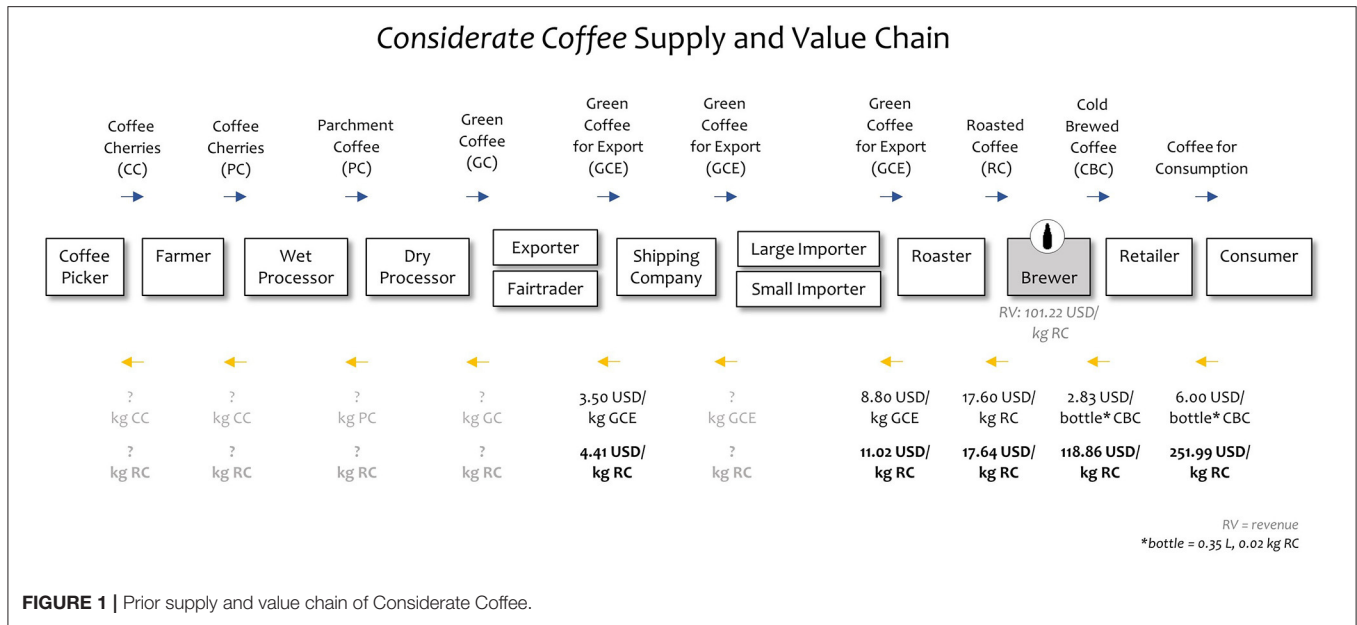 Considerate Coffee Supply and Value Chain
Coffee
Cherries
(CC)
Coffee
Cherries
(PC)
Parchment
Coffee
(PC)
Green
Coffee
(GC)
Green
Coffee
for Export
(GCE)
Green
Coffee
for Export
(GCE)
Green
Coffee
for Export
(GCE)
Roasted
Coffee
(RC)
Cold
Brewed
Coffee
(CBC)
Coffee for
Consumption
Coffee
Picker
Farmer
Wet
Processor
Dry
Processor
Exporter
Fairtrader
Shipping
Company
Large Importer
Small Importer
Roaster
Brewer
Retailer
Consumer
RV: 101.22 USD/
kg RC
?
kg CC
?
kg CC
?
kg PC
?
kg GC
3.50 USD/
kg GCE
?
kg GCE
8.80 USD/
kg GCE
17.60 USD/
kg RC
2.83 USD/
bottle* CBC
6.00 USD/
bottle* CBC
?
kg RC
?
kg RC
?
kg RC
?
kg RC
4.41 USD/
kg RC
?
kg RC
11.02 USD/
kg RC
17.64 USD/
kg RC
118.86 USD/
kg RC
251.99 USD/
kg RC
RV = revenue
*bottle = 0.35 L, 0.02 kg RC
FIGURE 1 | Prior supply and value chain of Considerate Coffee.